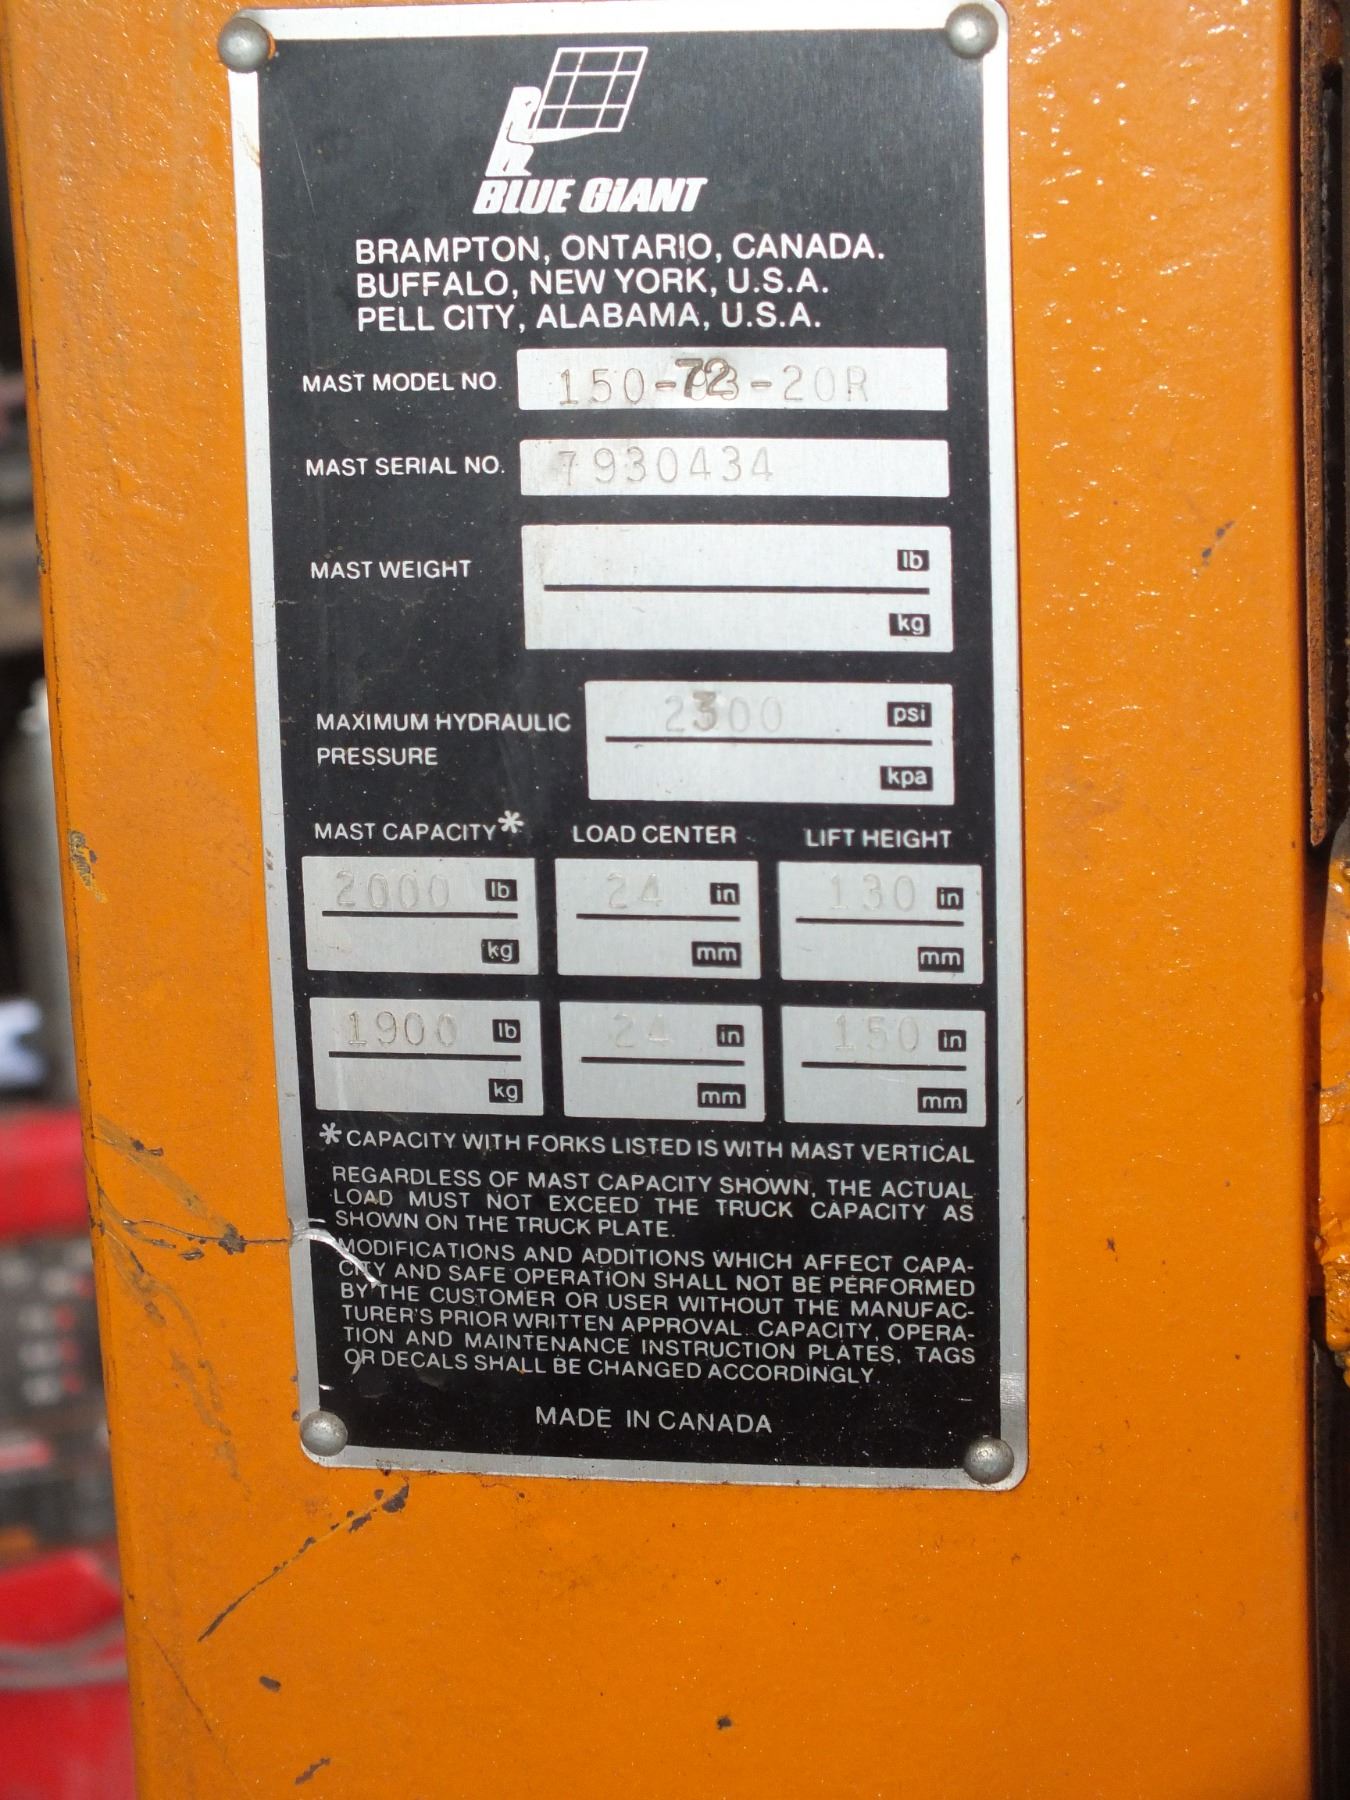 BLUE GIANT
BRAMPTON, ONTARIO, CANADA.
BUFFALO, NEW YORK, U.S.A.
PELL CITY, ALABAMA, U.S.A.
MAST MODEL NO. 150-72-20R
MAST SERIAL NO. 7930434
MAST WEIGHT lb
kg
MAXIMUM HYDRAULIC PRESSURE 2300 psi
kpa
MAST CAPACITY* LOAD CENTER LIFT HEIGHT
2000 lb 24 in 130 in
kg mm mm
1900 lb 24 in 150 in
kg mm mm
* CAPACITY WITH FORKS LISTED IS WITH MAST VERTICAL
REGARDLESS OF MAST CAPACITY SHOWN, THE ACTUAL
LOAD MUST NOT EXCEED THE TRUCK CAPACITY AS
SHOWN ON THE TRUCK PLATE.
MODIFICATIONS AND ADDITIONS WHICH AFFECT CAPA-
CITY AND SAFE OPERATION SHALL NOT BE PERFORMED
BY THE CUSTOMER OR USER WITHOUT THE MANUFAC-
TURER'S PRIOR WRITTEN APPROVAL. CAPACITY, OPERA-
TION AND MAINTENANCE INSTRUCTION PLATES, TAGS
OR DECALS SHALL BE CHANGED ACCORDINGLY
MADE IN CANADA